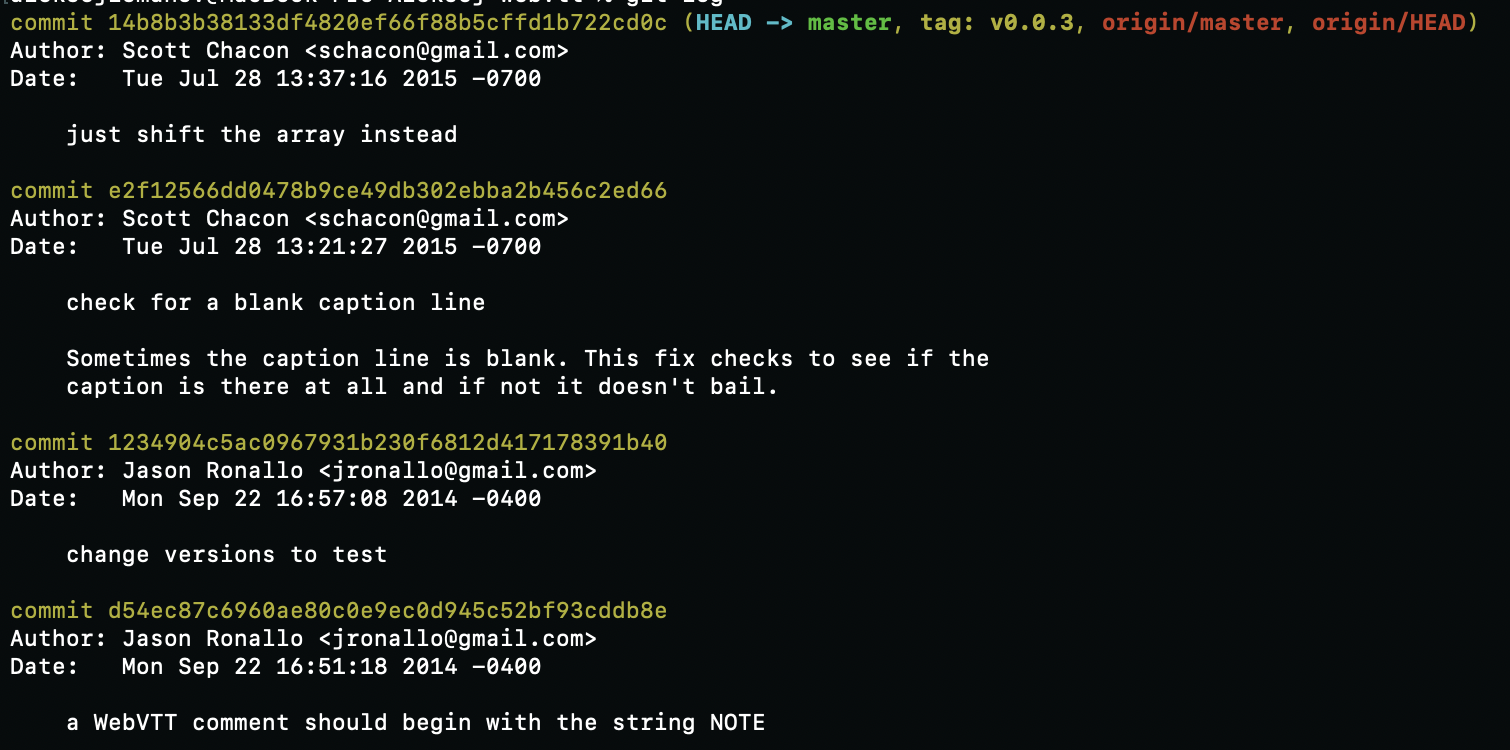 commit 14b8b3b38133df4820ef66f88b5cffd1b722cd0c (HEAD -> master, tag: v0.0.3, origin/master, origin/HEAD)
Author: Scott Chacon <schacon@gmail.com>
Date:   Tue Jul 28 13:37:16 2015 -0700
just shift the array instead
commit e2f12566dd0478b9ce49db302ebba2b456c2ed66
Author: Scott Chacon <schacon@gmail.com>
Date:   Tue Jul 28 13:21:27 2015 -0700
check for a blank caption line
Sometimes the caption line is blank. This fix checks to see if the
caption is there at all and if not it doesn't bail.
commit 1234904c5ac0967931b230f6812d417178391b40
Author: Jason Ronallo <jronallo@gmail.com>
Date:   Mon Sep 22 16:57:08 2014 -0400
change versions to test
commit d54ec87c6960ae80c0e9ec0d945c52bf93cddb8e
Author: Jason Ronallo <jronallo@gmail.com>
Date:   Mon Sep 22 16:51:18 2014 -0400
a WebVTT comment should begin with the string NOTE